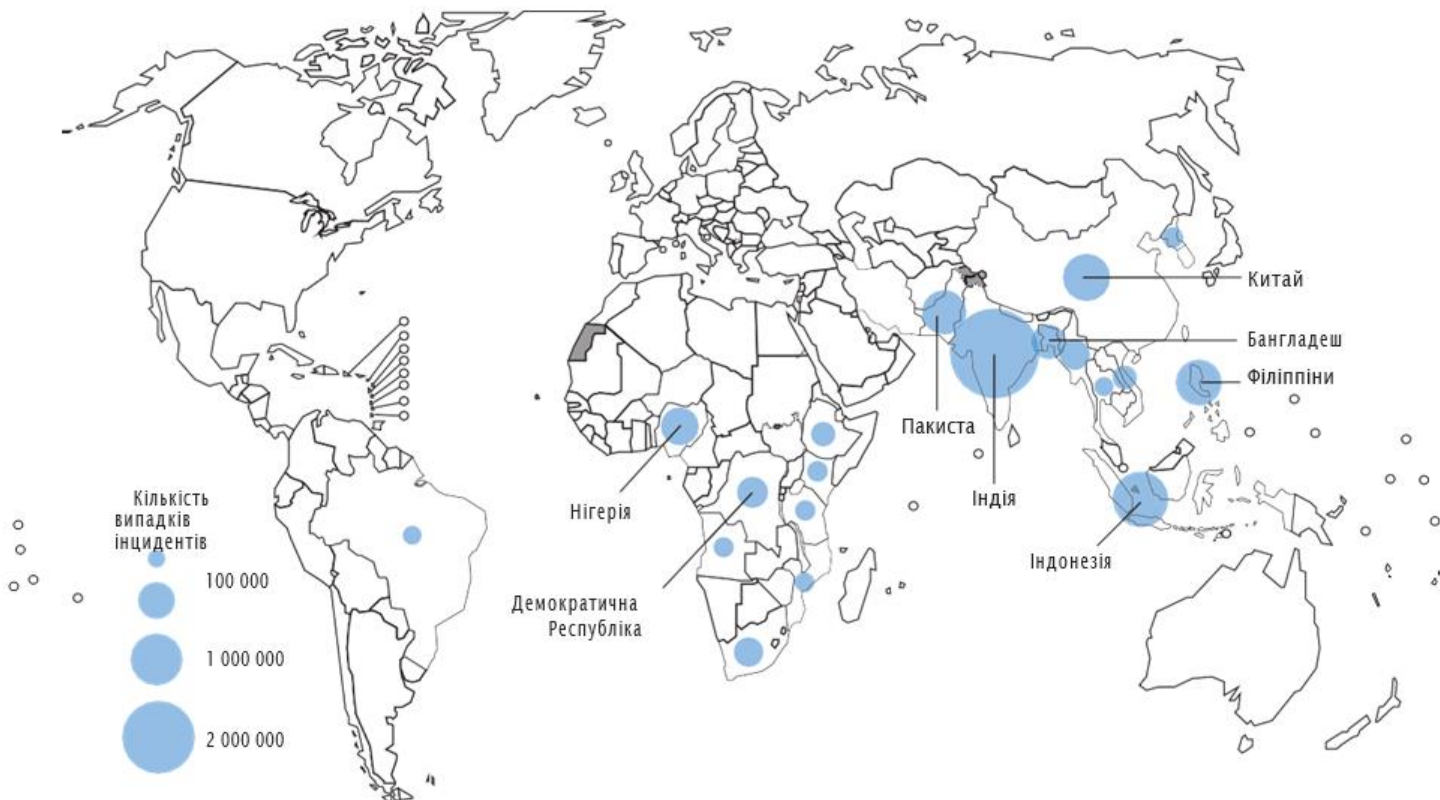 Китай
Бангладеш
Філіппіни
Пакиста
Індія
Нігерія
Індонезія
Демократична
Республіка
Кількість
випадків
інцидентів
100 000
1 000 000
2 000 000